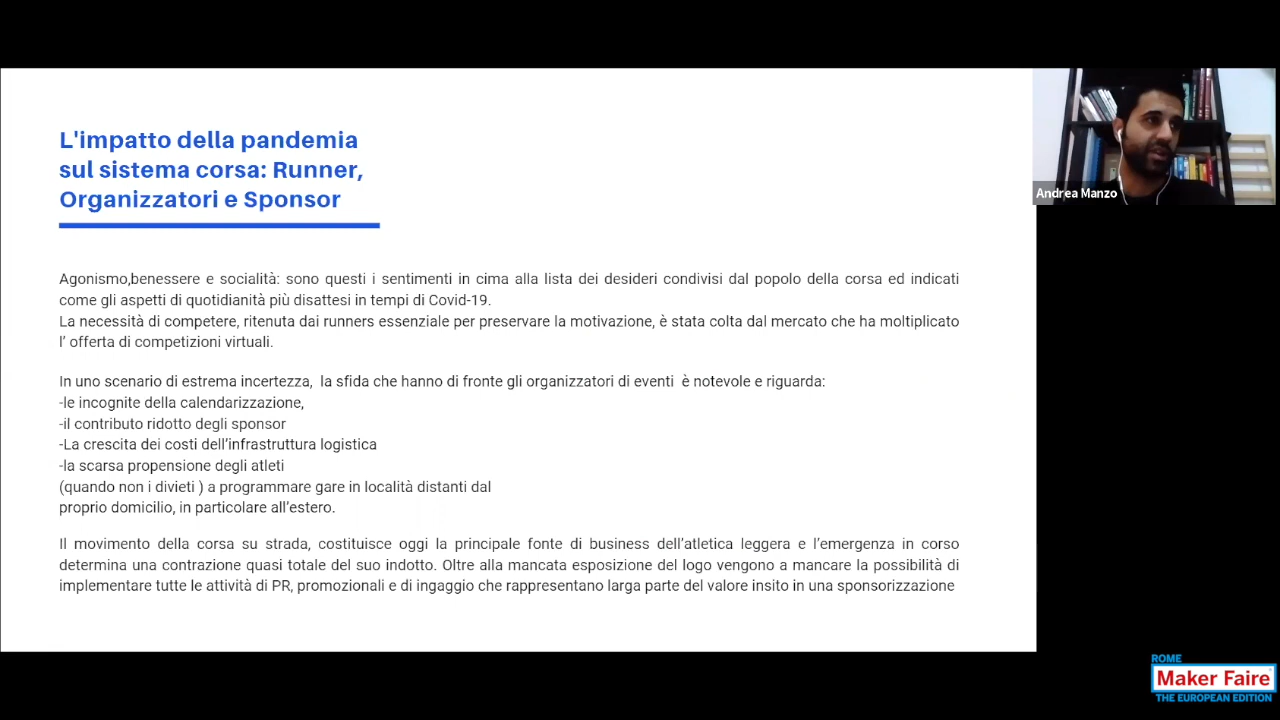 L'impatto della pandemia
sul sistema corsa: Runner,
Organizzatori e Sponsor
Agonismo,benessere e socialità: sono questi i sentimenti in cima alla lista dei desideri condivisi dal popolo della corsa ed indicati
come gli aspetti di quotidianità più disattesi in tempi di Covid-19.
La necessità di competere, ritenuta dai runners essenziale per preservare la motivazione, è stata colta dal mercato che ha moltiplicato
l' offerta di competizioni virtuali.
In uno scenario di estrema incertezza,  la sfida che hanno di fronte gli organizzatori di eventi  è notevole e riguarda:
-le incognite della calendarizzazione,
-il contributo ridotto degli sponsor
-La crescita dei costi dell'infrastruttura logistica
-la scarsa propensione degli atleti
(quando non i divieti ) a programmare gare in località distanti dal
proprio domicilio, in particolare all'estero.
Il movimento della corsa su strada, costituisce oggi la principale fonte di business dell'atletica leggera e l'emergenza in corso
determina una contrazione quasi totale del suo indotto. Oltre alla mancata esposizione del logo vengono a mancare la possibilità di
implementare tutte le attività di PR, promozionali e di ingaggio che rappresentano larga parte del valore insito in una sponsorizzazione
Andrea Manzo
ROME
Maker Faire
THE EUROPEAN EDITION